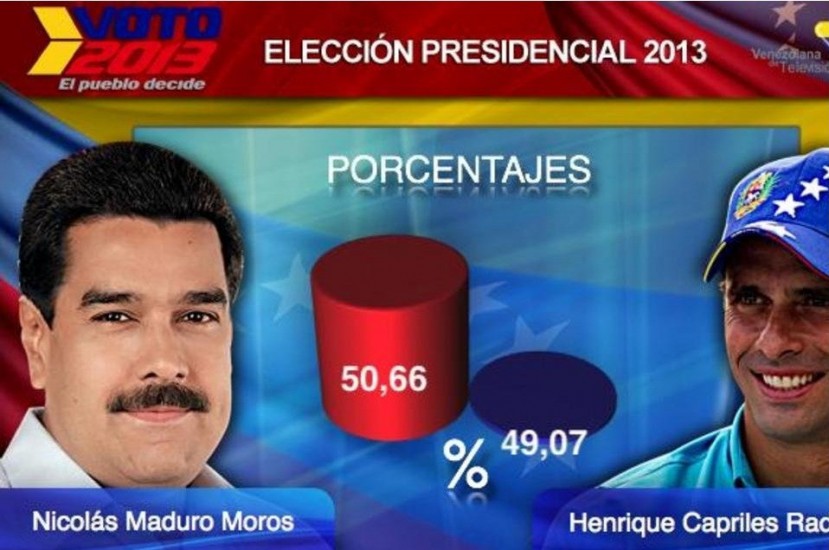 VOTO
2013
El pueblo decide
ELECCIÓN PRESIDENCIAL 2013
Venezolana
de Televisió
PORCENTAJES
50,66
49,07
%
Nicolás Maduro Moros
Henrique Capriles Rad